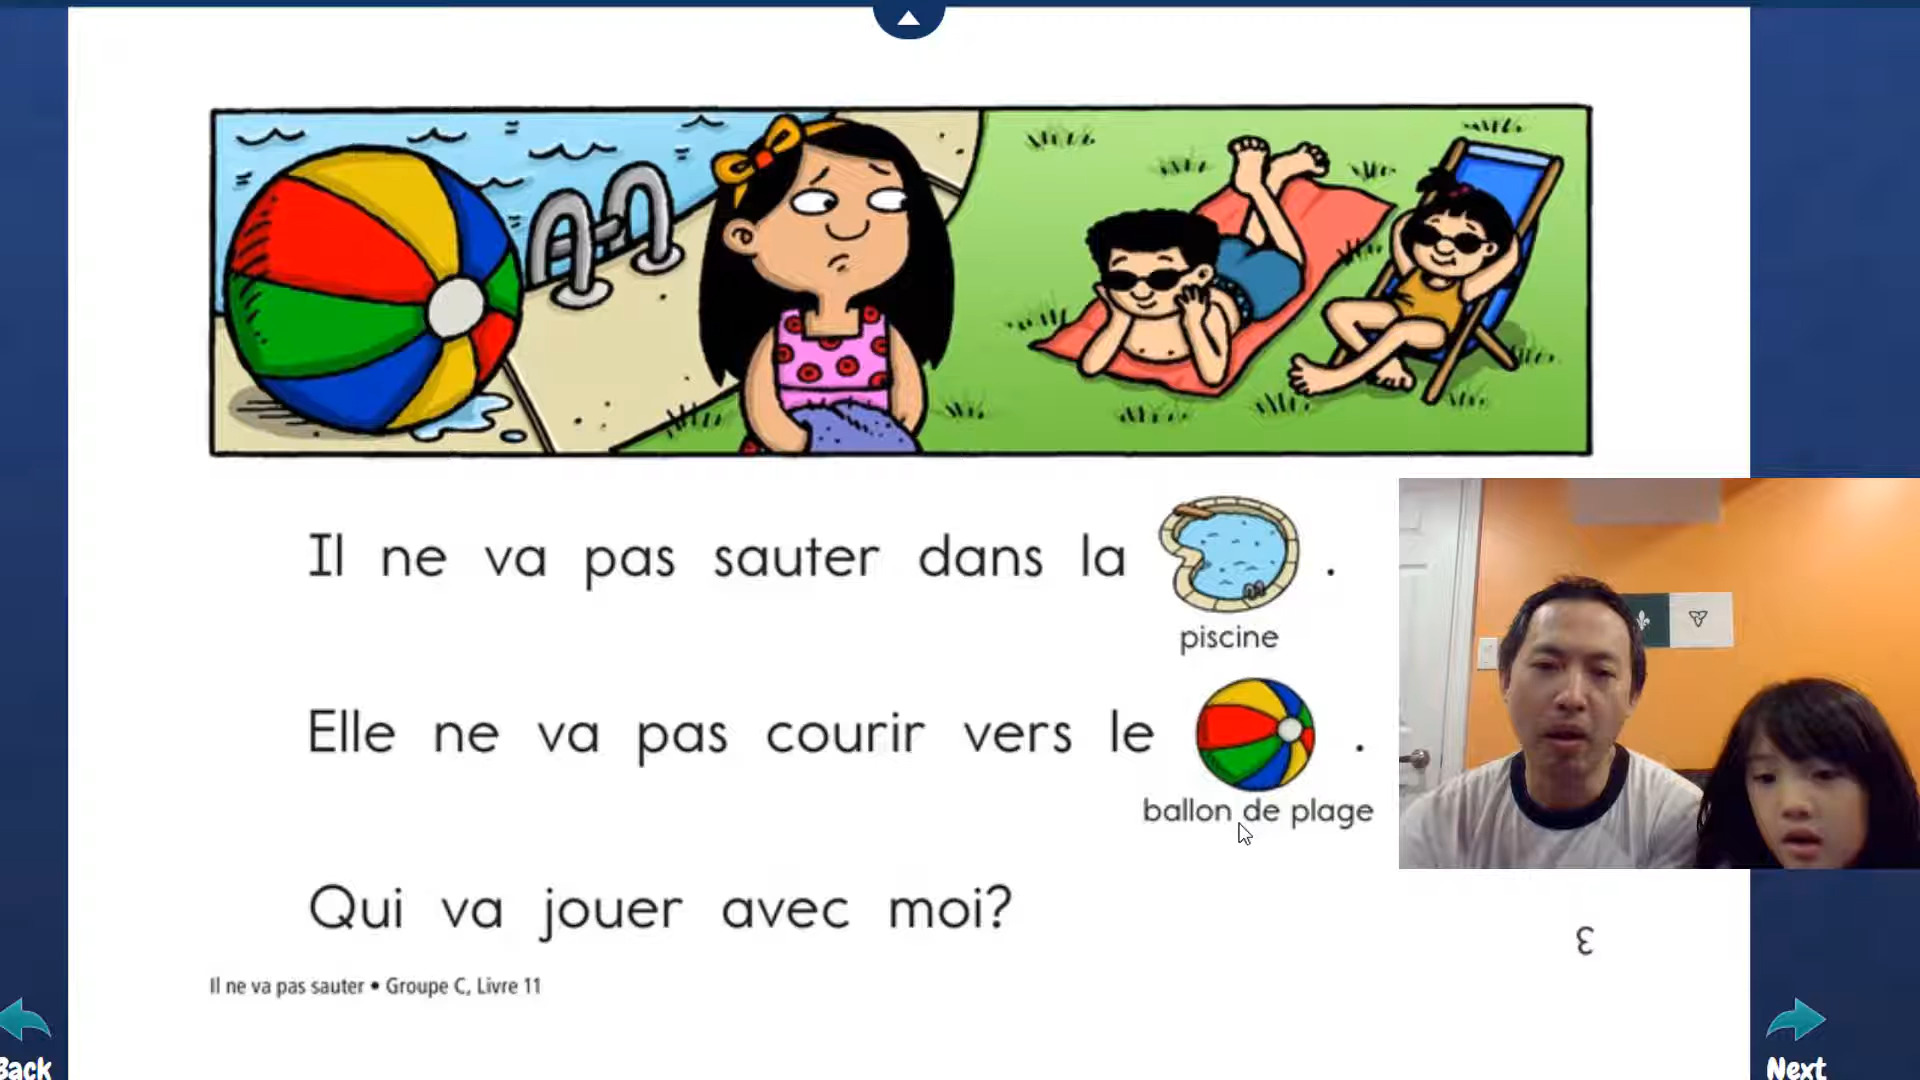 Il ne va pas sauter dans la .
piscine
Elle ne va pas courir vers le .
ballon de plage
Qui va jouer avec moi?
3
Il ne va pas sauter • Groupe C, Livre 11
Back
Next